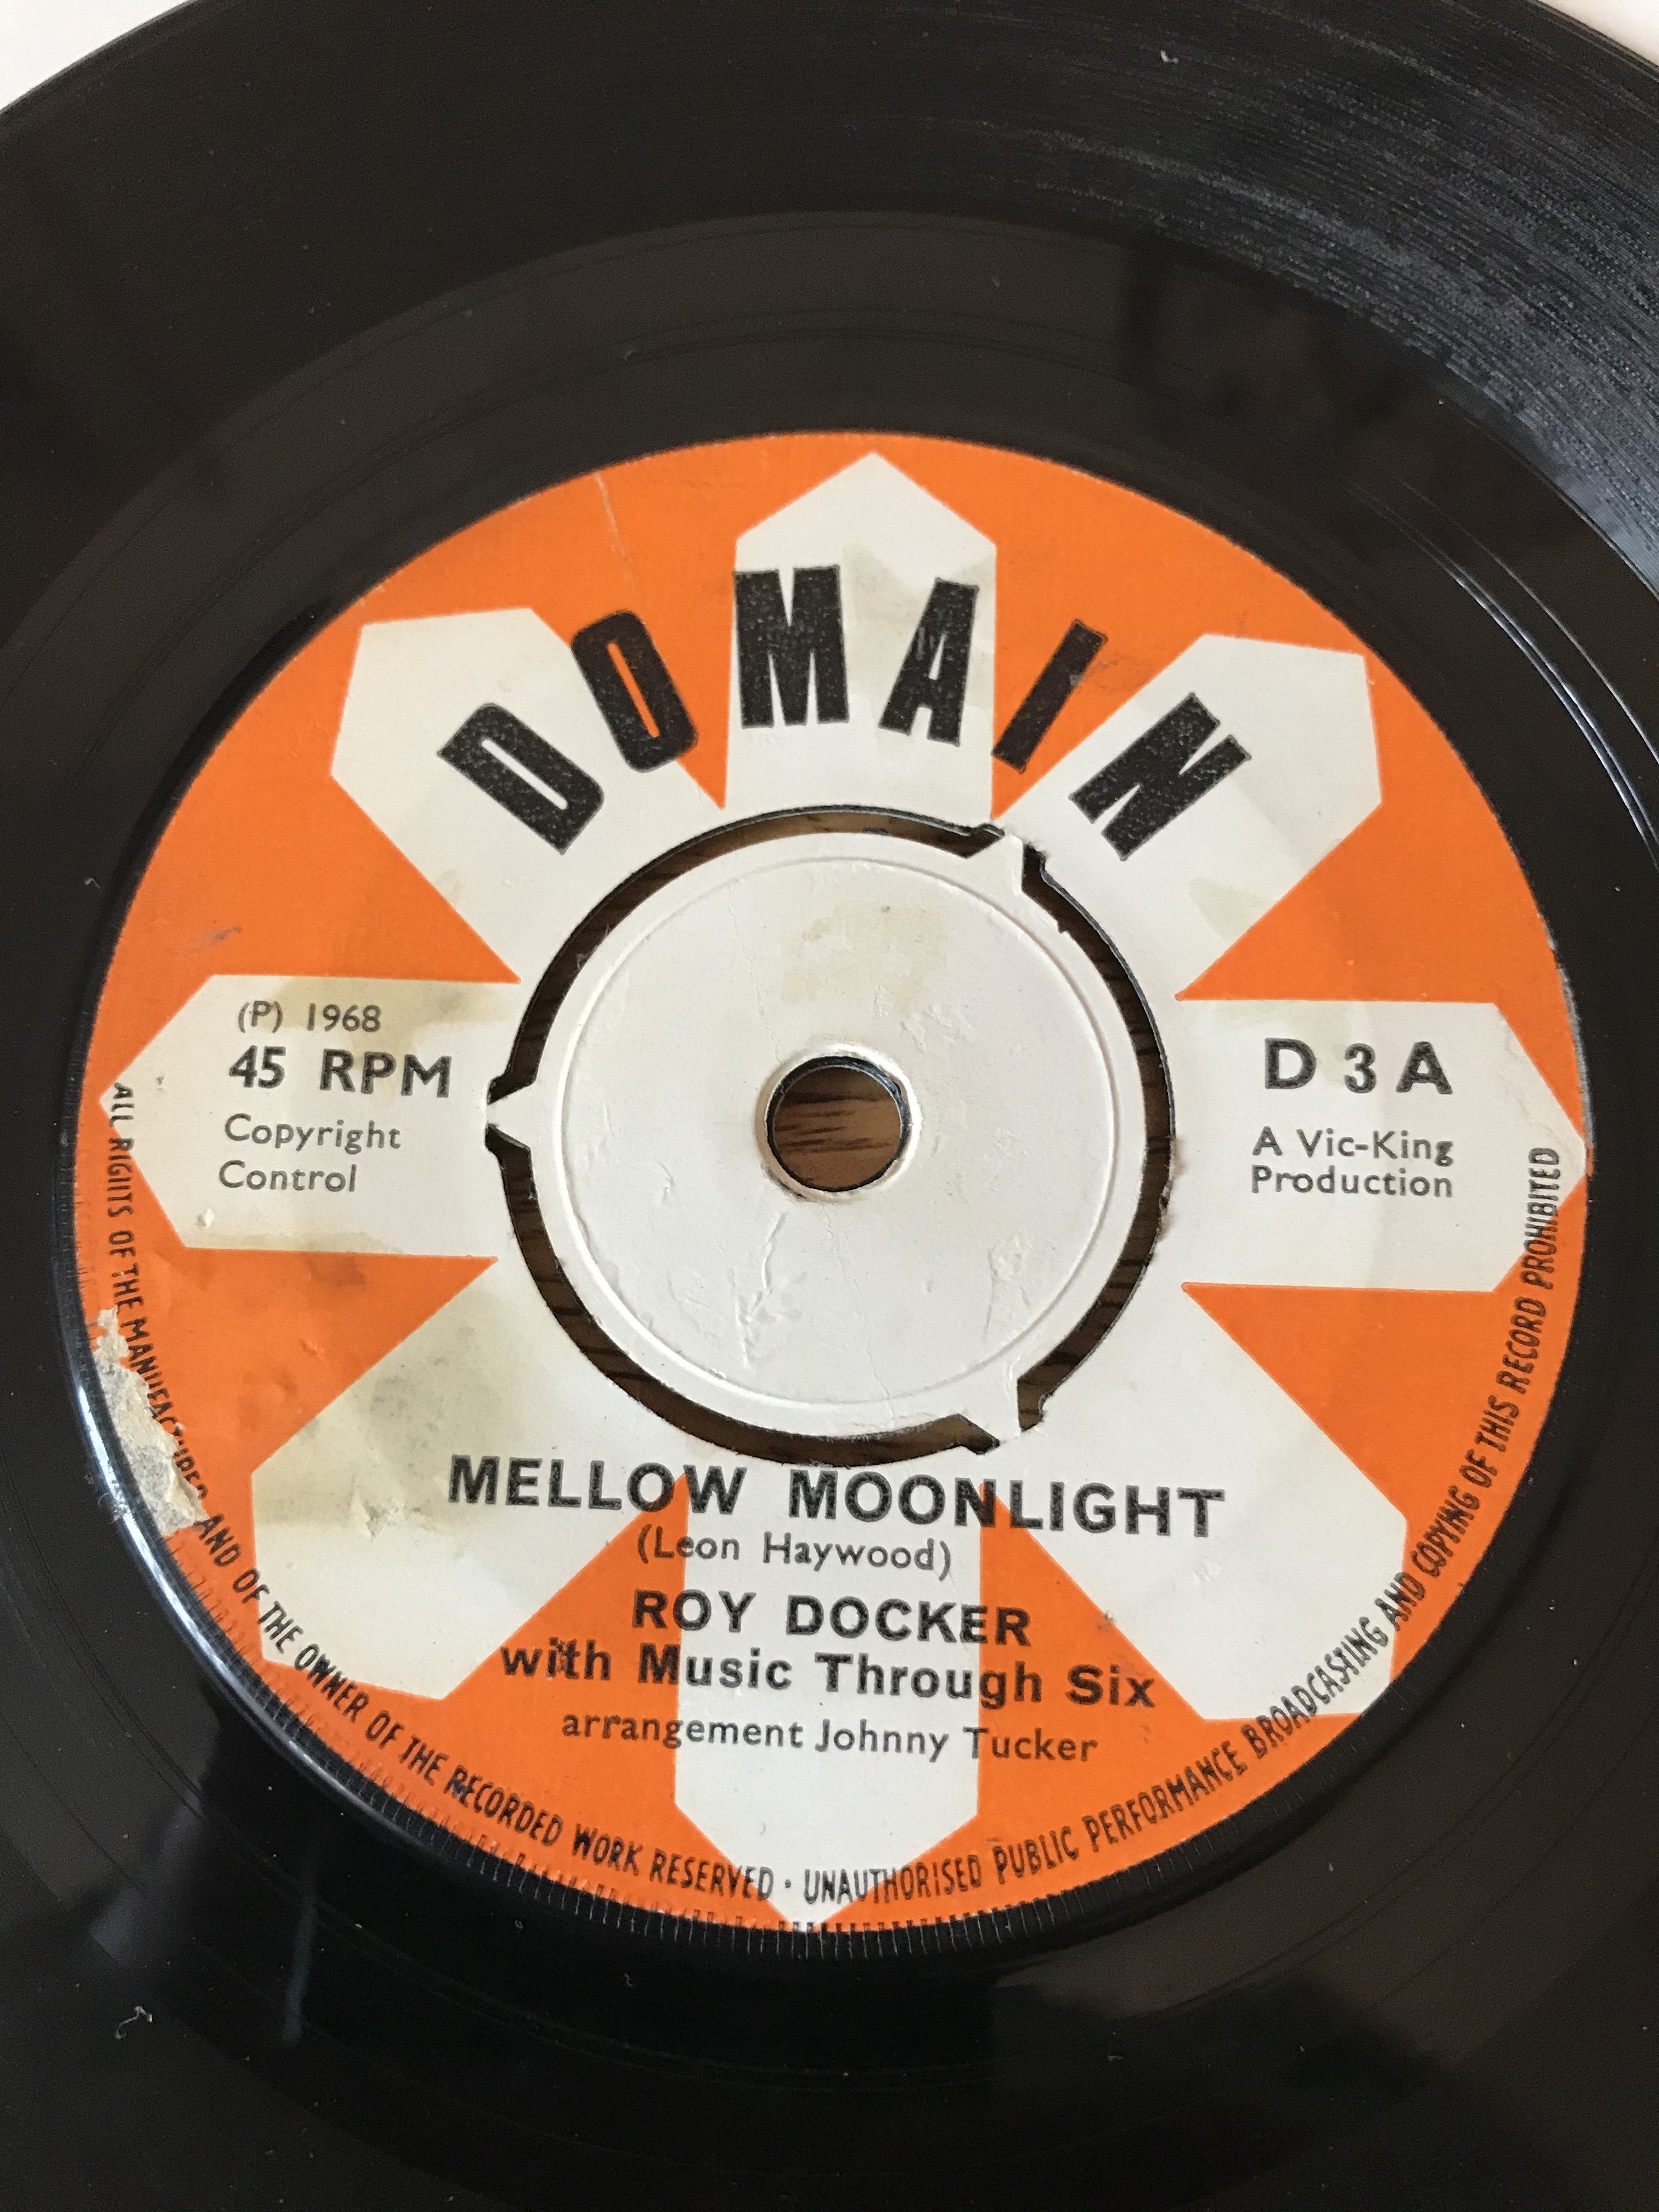 DOMAIN
(P) 1968
45 RPM
Copyright
Control
D 3 A
A Vic-King
Production
MELLOW MOONLIGHT
(Leon Haywood)
ROY DOCKER
with Music Through Six
arrangement Johnny Tucker
ALL RIGHTS OF THE MANUFACTURER AND OF THE OWNER OF THE RECORDED WORK RESERVED · UNAUTHORISED PUBLIC PERFORMANCE BROADCASTING AND COPYING OF THIS RECORD PROHIBITED